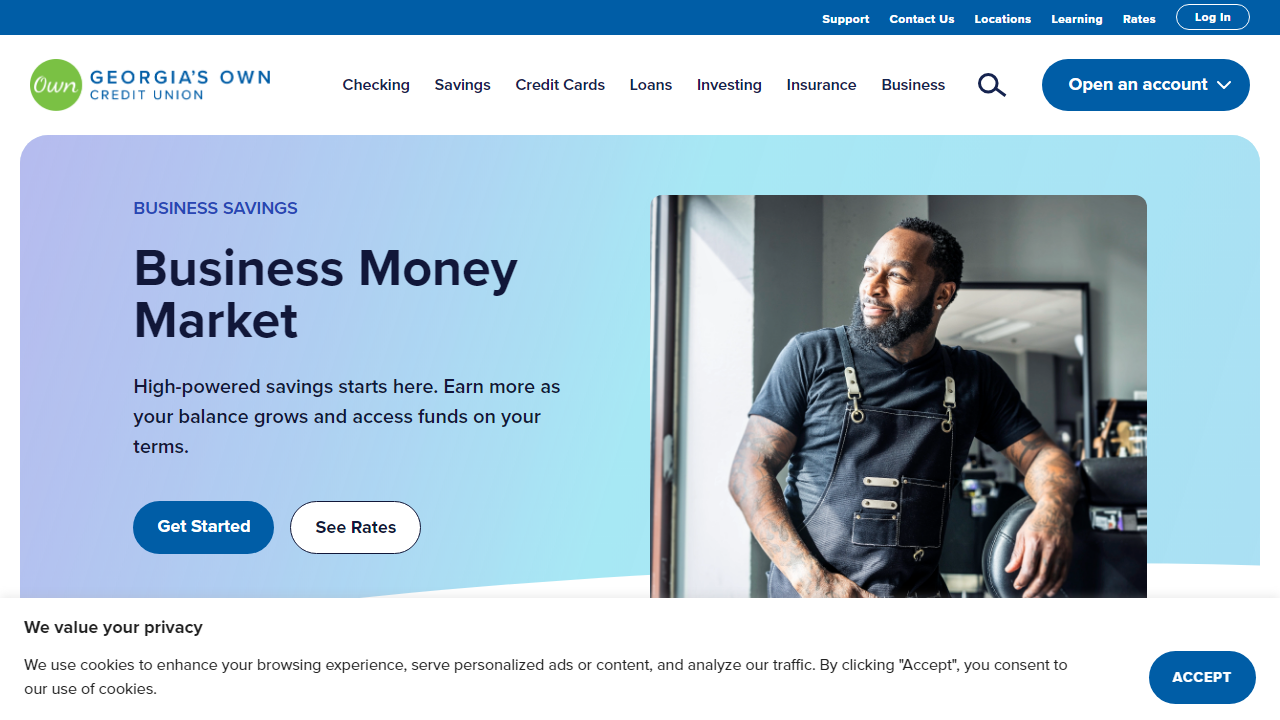 Support Contact Us Locations Learning Rates Log In
Own GEORGIA'S OWN
CREDIT UNION
Checking Savings Credit Cards Loans Investing Insurance Business Open an account
BUSINESS SAVINGS
Business Money
Market
High-powered savings starts here. Earn more as
your balance grows and access funds on your
terms.
Get Started See Rates
We value your privacy
We use cookies to enhance your browsing experience, serve personalized ads or content, and analyze our traffic. By clicking "Accept", you consent to
our use of cookies.
ACCEPT